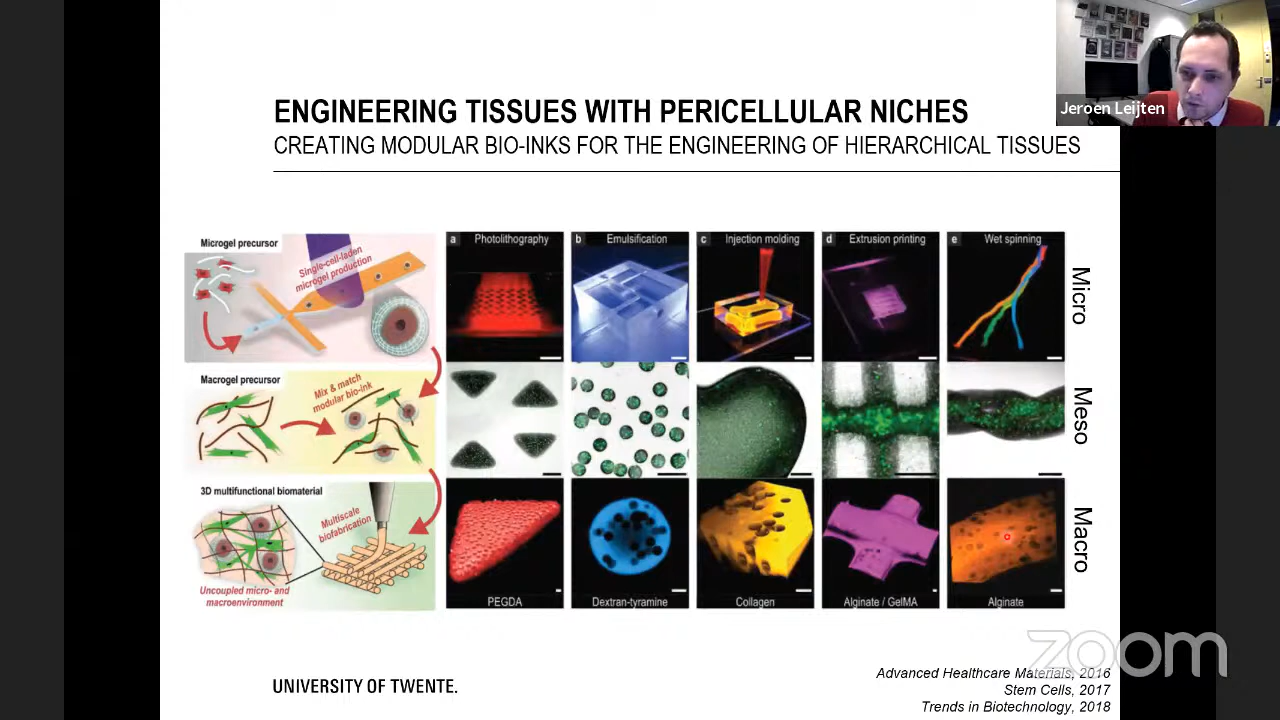 Jeroen Leijten
ENGINEERING TISSUES WITH PERICELLULAR NICHES
CREATING MODULAR BIO-INKS FOR THE ENGINEERING OF HIERARCHICAL TISSUES
Microgel precursor
Single-cell-laden
microgel production
Macrogel precursor
Mix & match
modular bio-ink
3D multifunctional biomaterial
Multiscale
biofabrication
Uncoupled micro- and
macroenvironment
a Photolithography
b Emulsification
c Injection molding
d Extrusion printing
e Wet spinning
Micro
Meso
Macro
PEGDA
Dextran-tyramine
Collagen
Alginate / GelMA
Alginate
zoom
Advanced Healthcare Materials, 2016
Stem Cells, 2017
Trends in Biotechnology, 2018
UNIVERSITY OF TWENTE.